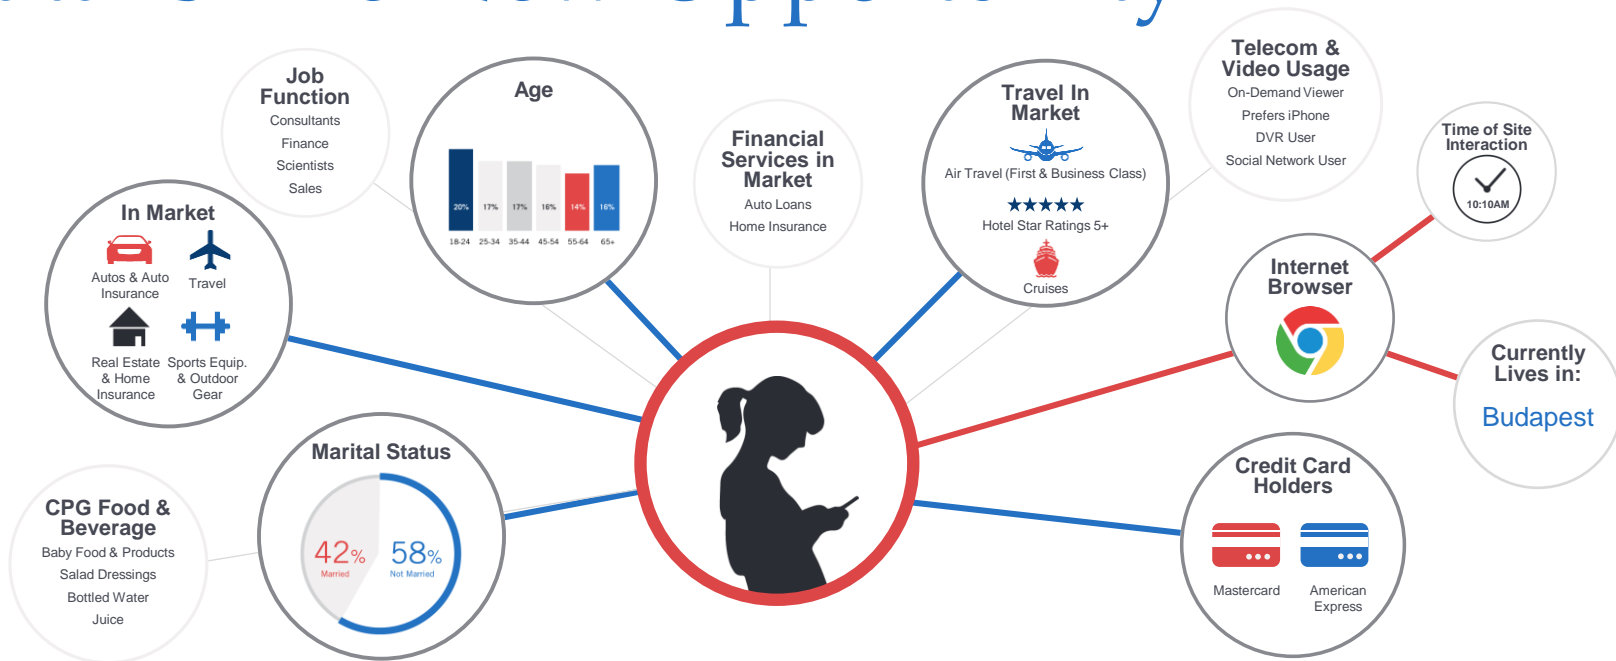 Opportunity
Job
Function
Consultants
Finance
Scientists
Sales
Age
20%
17%
17%
16%
14%
16%
18-24
25-34
35-44
45-54
55-64
65+
Financial
Services in
Market
Auto Loans
Home Insurance
Travel In
Market
Air Travel (First & Business Class)
Hotel Star Ratings 5+
Cruises
Telecom &
Video Usage
On-Demand Viewer
Prefers iPhone
DVR User
Social Network User
Time of Site
Interaction
10:10AM
In Market
Autos & Auto
Insurance
Travel
Real Estate
& Home
Insurance
Sports Equip.
& Outdoor
Gear
Internet
Browser
Currently
Lives in:
Budapest
Marital Status
42%
Married
58%
Not Married
CPG Food &
Beverage
Baby Food & Products
Salad Dressings
Bottled Water
Juice
Credit Card
Holders
Mastercard
American
Express